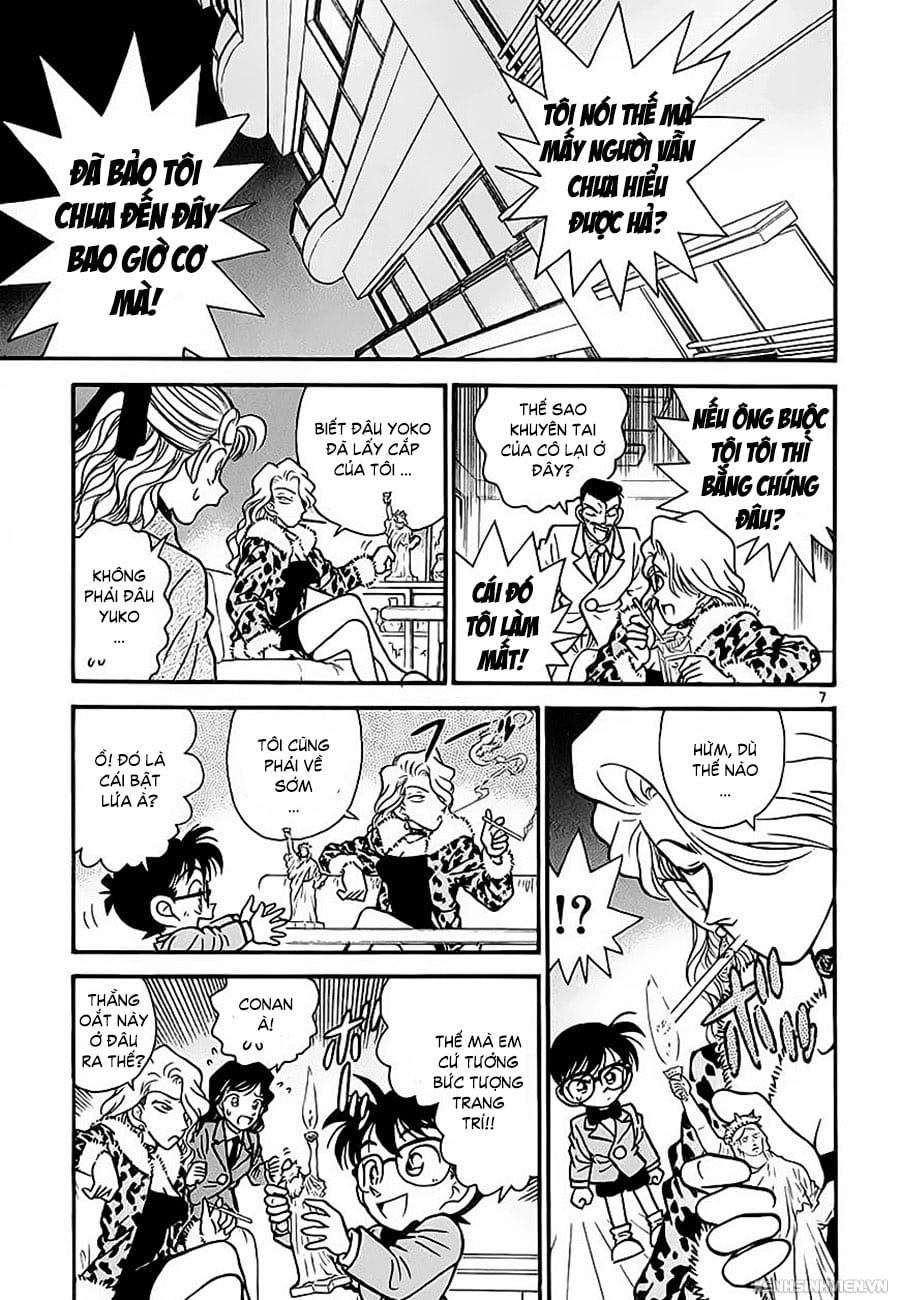 TÔI NÓI THẾ MÀ
MẤY NGƯỜI VẪN
CHƯA HIỂU
ĐƯỢC HẢ?
ĐÃ BẢO TÔI
CHƯA ĐẾN ĐÂY
BAO GIỜ CƠ
MÀ!
NẾU ÔNG BUỘC
TỘI TÔI THÌ
BẰNG CHỨNG
ĐÂU?
THẾ SAO
KHUYÊN TAI
CỦA CÔ LẠI Ở
ĐÂY?
CÁI ĐÓ
TÔI LÀM
MẤT!
BIẾT ĐÂU YOKO
ĐÃ LẤY CẮP
CỦA TÔI ...
KHÔNG
PHẢI ĐÂU
YUKO
...
7
HỪM, DÙ
THẾ NÀO
...
!?
TÔI CŨNG
PHẢI VỀ
SỚM
...
Ồ! ĐÓ LÀ
CÁI BẬT
LỬA À?
THẾ MÀ EM
CỨ TƯỞNG
BỨC TƯỢNG
TRANG
TRÍ!!
CONAN
À!
THẰNG
OẮT NÀY
Ở ĐÂU
RA THẾ?